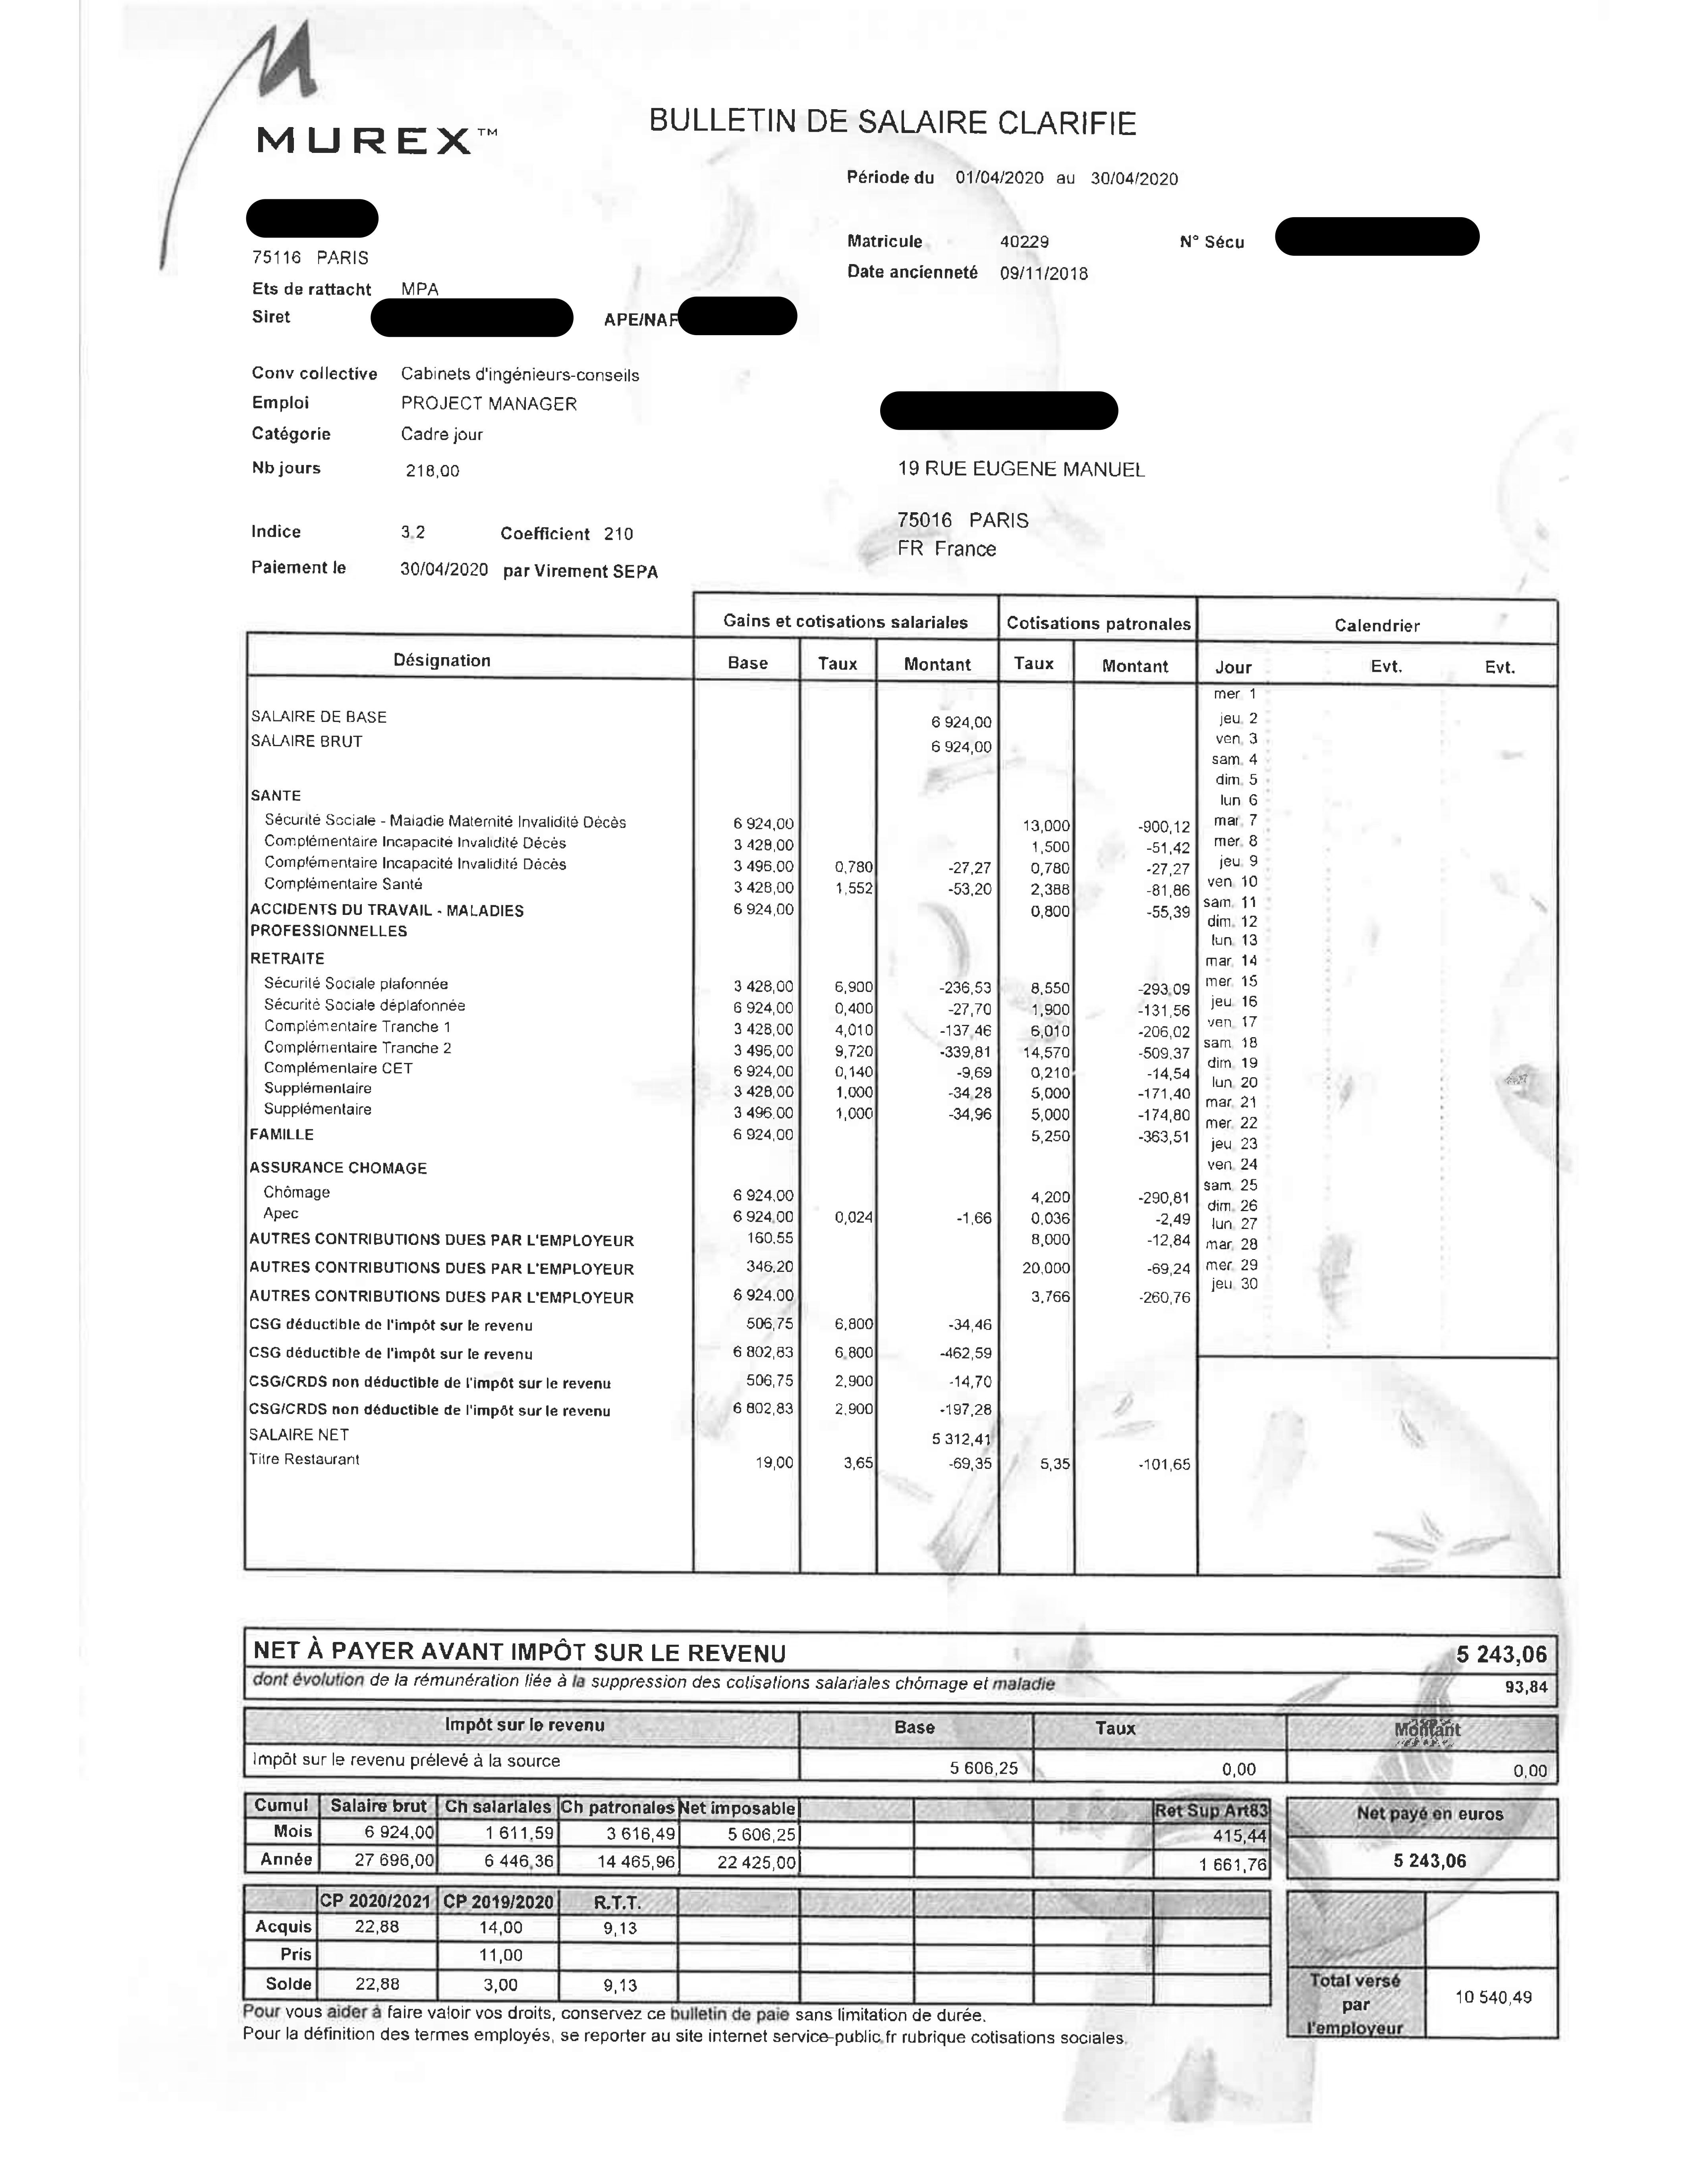 MUREX™
BULLETIN DE SALAIRE CLARIFIE
Période du 01/04/2020 au 30/04/2020
Matricule 40229 N° Sécu
75116 PARIS
Date ancienneté 09/11/2018
Ets de rattacht MPA
Siret APE/NAF
Conv collective Cabinets d'ingénieurs-conseils
Emploi PROJECT MANAGER
Catégorie Cadre jour
Nb jours 218,00
19 RUE EUGENE MANUEL
75016 PARIS
FR France
Indice 3.2 Coefficient 210
Paiement le 30/04/2020 par Virement SEPA
Gains et cotisations salariales Cotisations patronales Calendrier
Désignation Base Taux Montant Taux Montant Jour Evt. Evt.
mer. 1
SALAIRE DE BASE 6 924,00 jeu. 2
SALAIRE BRUT 6 924,00 ven. 3
sam. 4
dim. 5
SANTE lun. 6
Sécurité Sociale - Maladie Maternité Invalidité Décès 6 924,00 13,000 -900,12 mar. 7
Complémentaire Incapacité Invalidité Décès 3 428,00 1,500 -51,42 mer. 8
Complémentaire Incapacité Invalidité Décès 3 496,00 0,780 -27,27 0,780 -27,27 jeu. 9
Complémentaire Santé 3 428,00 1,552 -53,20 2,388 -81,86 ven. 10
ACCIDENTS DU TRAVAIL - MALADIES 6 924,00 0,800 -55,39 sam. 11
PROFESSIONNELLES dim. 12
lun. 13
RETRAITE mar. 14
Sécurité Sociale plafonnée 3 428,00 6,900 -236,53 8,550 -293,09 mer. 15
Sécurité Sociale déplafonnée 6 924,00 0,400 -27,70 1,900 -131,56 jeu. 16
Complémentaire Tranche 1 3 428,00 4,010 -137,46 6,010 -206,02 ven. 17
Complémentaire Tranche 2 3 496,00 9,720 -339,81 14,570 -509,37 sam. 18
Complémentaire CET 6 924,00 0,140 -9,69 0,210 -14,54 dim. 19
Supplémentaire 3 428,00 1,000 -34,28 5,000 -171,40 lun. 20
Supplémentaire 3 496,00 1,000 -34,96 5,000 -174,80 mar. 21
FAMILLE 6 924,00 5,250 -363,51 mer. 22
jeu. 23
ASSURANCE CHOMAGE ven. 24
Chômage 6 924,00 4,200 -290,81 sam. 25
dim. 26
Apec 6 924,00 0,024 -1,66 0,036 -2,49 lun. 27
AUTRES CONTRIBUTIONS DUES PAR L'EMPLOYEUR 160,55 8,000 -12,84 mar. 28
AUTRES CONTRIBUTIONS DUES PAR L'EMPLOYEUR 346,20 20,000 -69,24 mer. 29
jeu. 30
AUTRES CONTRIBUTIONS DUES PAR L'EMPLOYEUR 6 924,00 3,766 -260,76
CSG déductible de l'impôt sur le revenu 506,75 6,800 -34,46
CSG déductible de l'impôt sur le revenu 6 802,83 6,800 -462,59
CSG/CRDS non déductible de l'impôt sur le revenu 506,75 2,900 -14,70
CSG/CRDS non déductible de l'impôt sur le revenu 6 802,83 2,900 -197,28
SALAIRE NET 5 312,41
Titre Restaurant 19,00 3,65 -69,35 5,35 -101,65
NET À PAYER AVANT IMPÔT SUR LE REVENU 5 243,06
dont évolution de la rémunération liée à la suppression des cotisations salariales chômage et maladie 93,84
Impôt sur le revenu Base Taux Montant
Impôt sur le revenu prélevé à la source 5 606,25 0,00 0,00
Cumul Salaire brut Ch salariales Ch patronales Net imposable Ret Sup Art83 Net payé en euros
Mois 6 924,00 1 611,59 3 616,49 5 606,25 415,44
Année 27 696,00 6 446,36 14 465,96 22 425,00 1 661,76 5 243,06
CP 2020/2021 CP 2019/2020 R.T.T.
Acquis 22,88 14,00 9,13
Pris 11,00
Solde 22,88 3,00 9,13
Total versé par l'employeur 10 540,49
Pour vous aider à faire valoir vos droits, conservez ce bulletin de paie sans limitation de durée.
Pour la définition des termes employés, se reporter au site internet service-public.fr rubrique cotisations sociales.